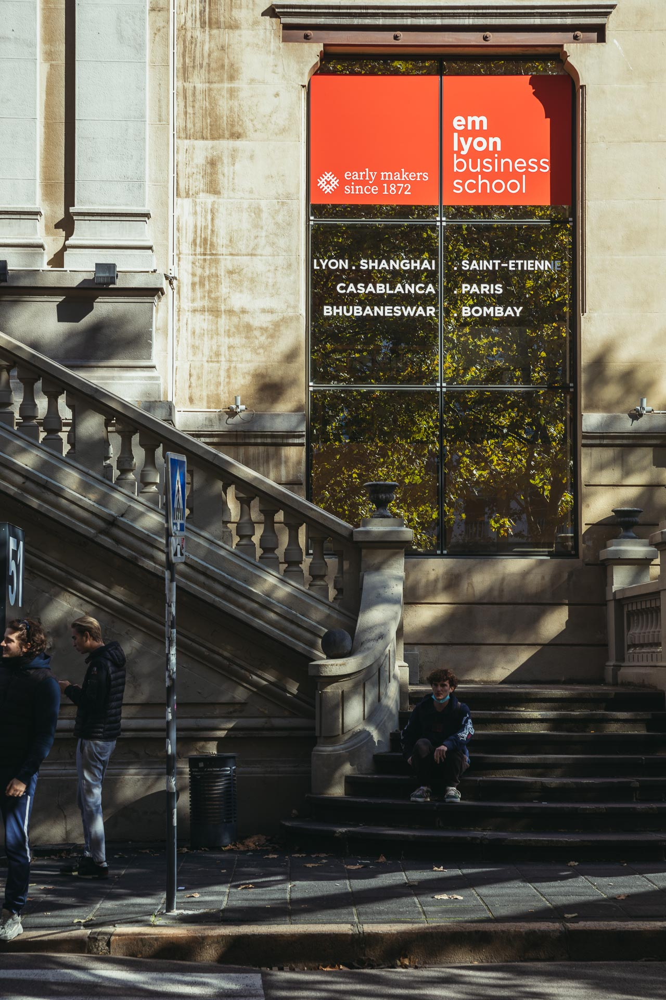 em
lyon
business
school
early makers
since 1872
LYON . SHANGHAI . SAINT-ETIENNE
CASABLANCA . PARIS
BHUBANESWAR . BOMBAY
51